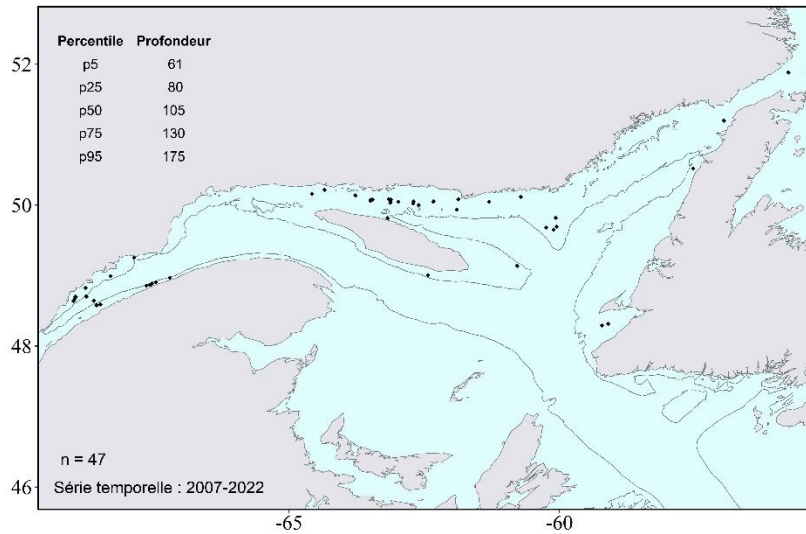 Percentile Profondeur
p5 61
p25 80
p50 105
p75 130
p95 175
52
50
48
46
n = 47
Série temporelle : 2007-2022
-65 -60